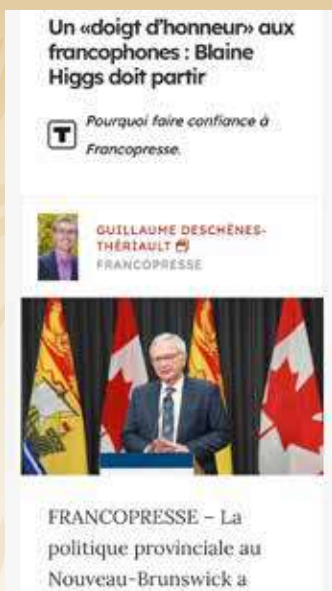 Un «doigt d'honneur» aux
francophones : Blaine
Higgs doit partir
T
Pourquoi faire confiance à
Francopresse.
GUILLAUME DESCHÊNES-
THÉRIAULT
FRANCOPRESSE
FRANCOPRESSE – La
politique provinciale au
Nouveau-Brunswick a